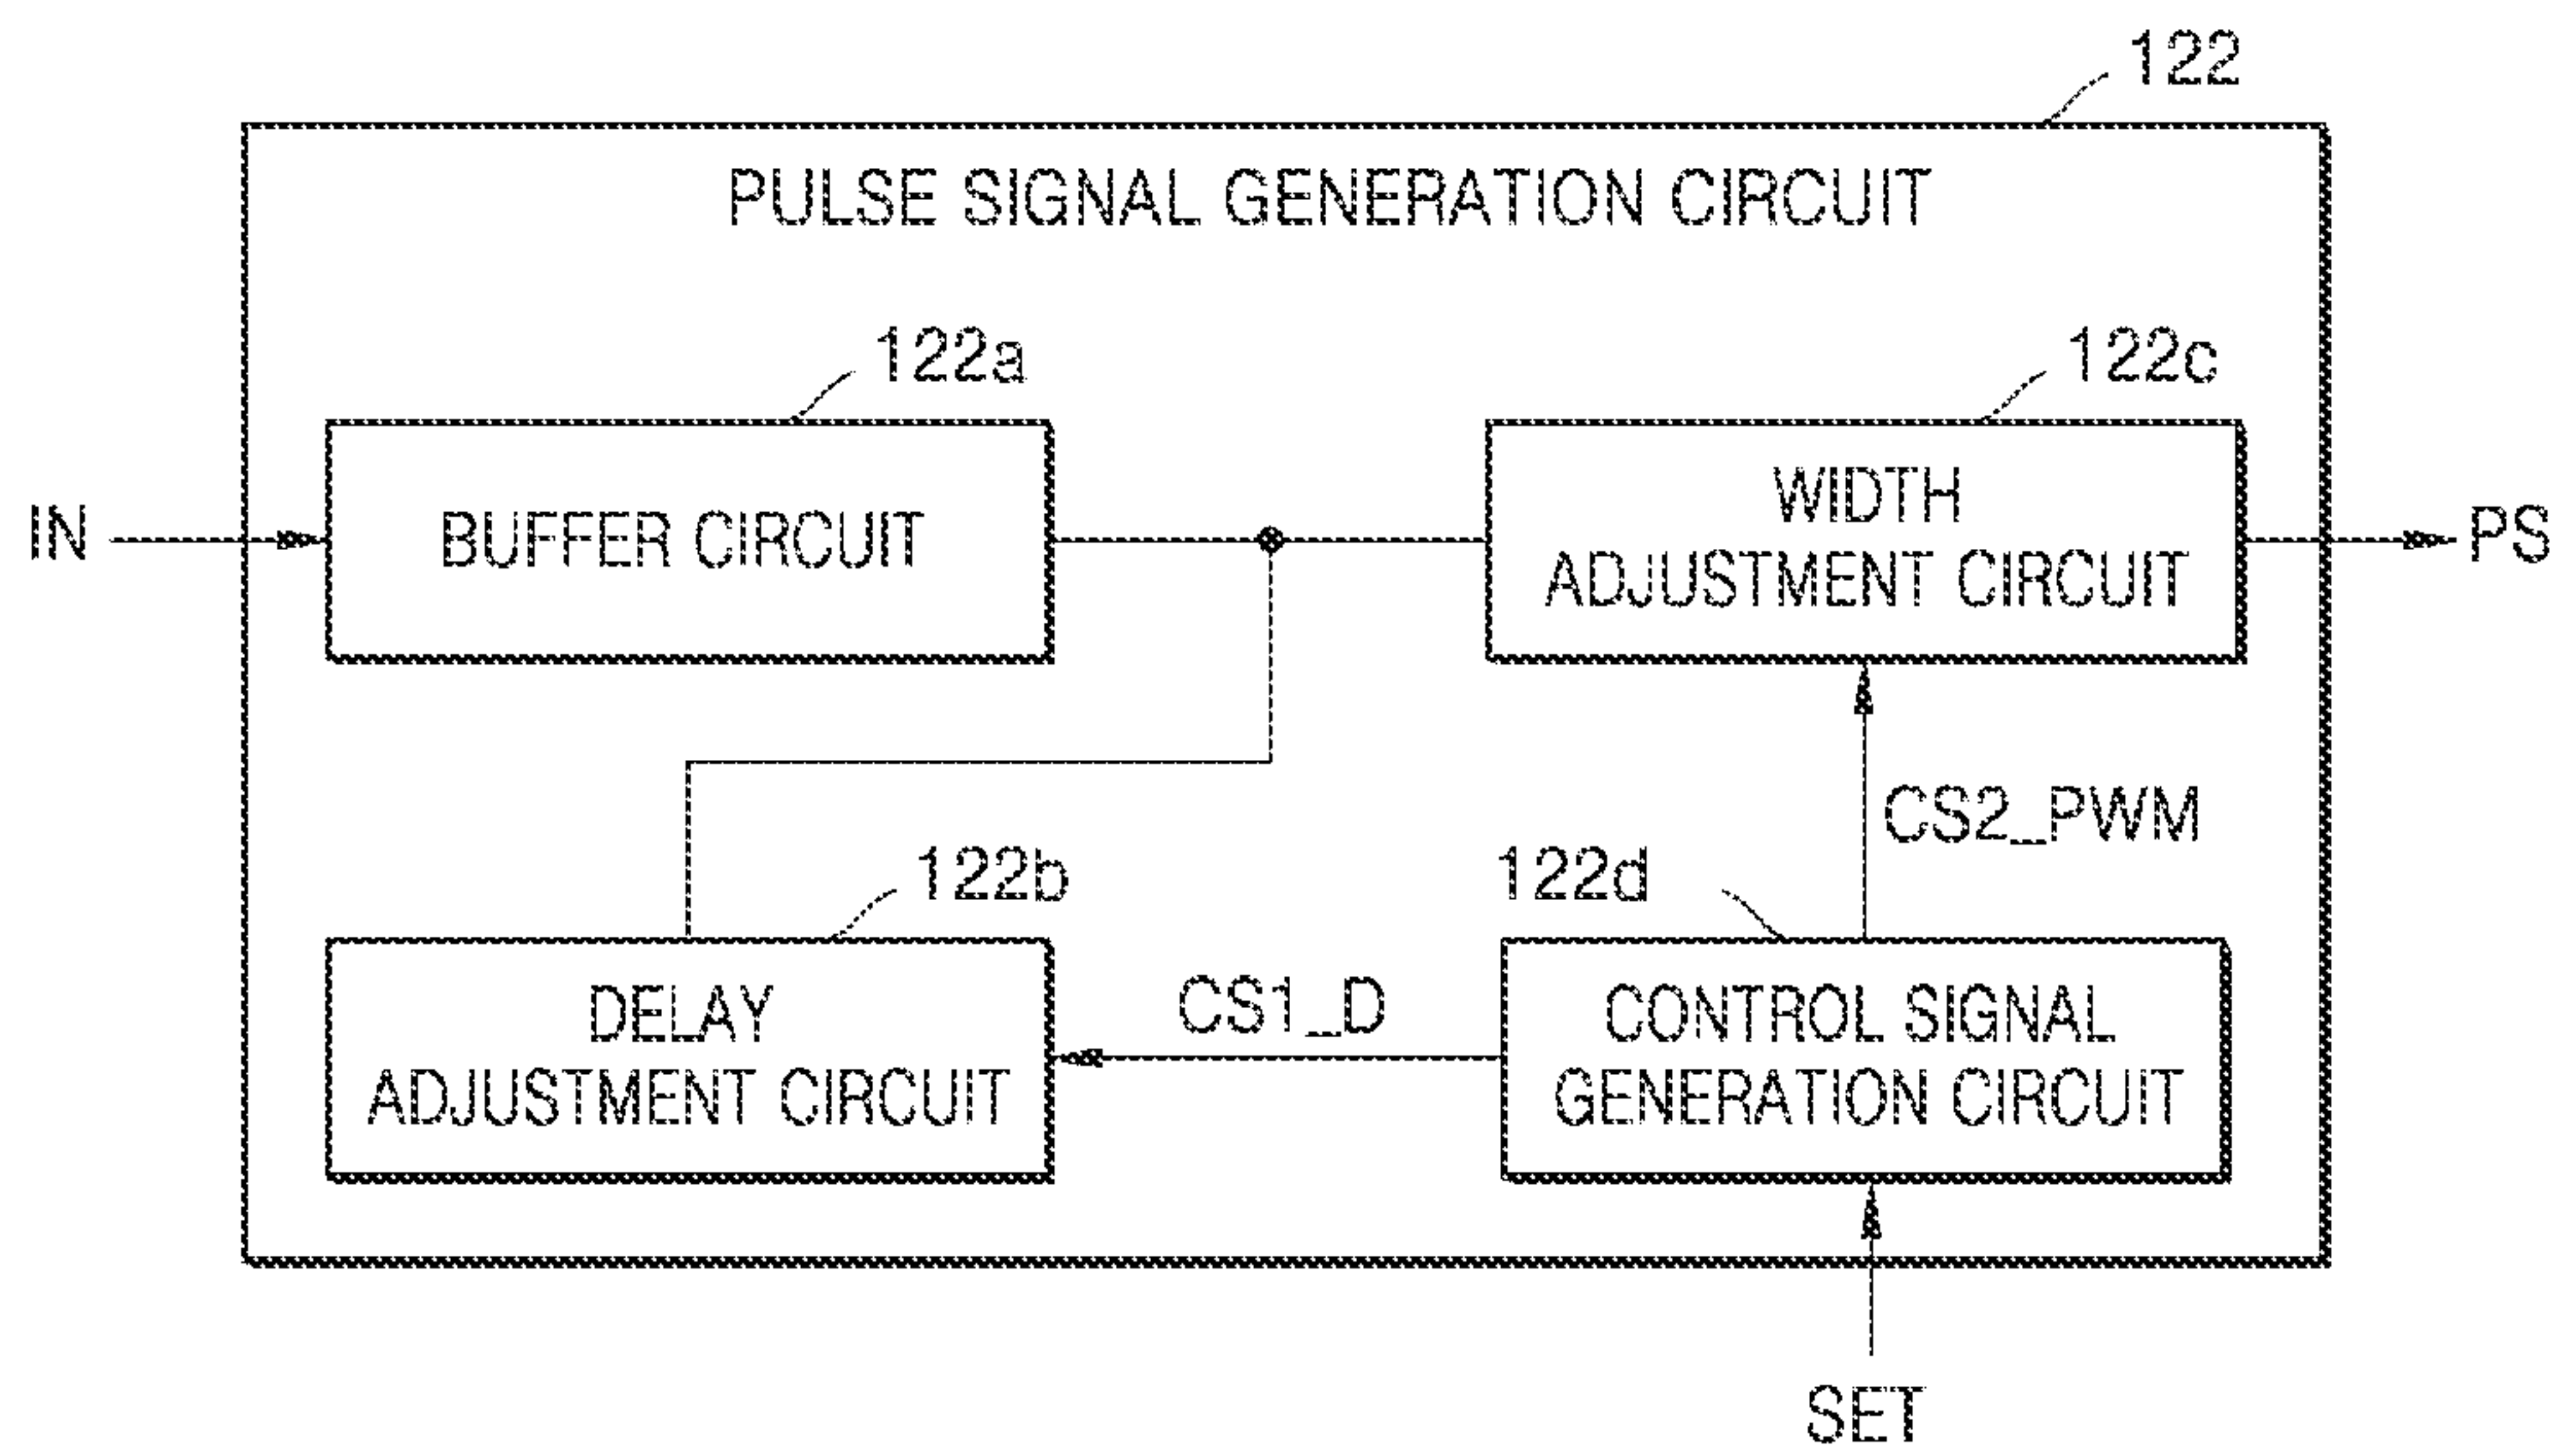 122
PULSE SIGNAL GENERATION CIRCUIT
122a
122c
IN
BUFFER CIRCUIT
WIDTH
ADJUSTMENT CIRCUIT
PS
CS2_PWM
122b
122d
DELAY
ADJUSTMENT CIRCUIT
CS1_D
CONTROL SIGNAL
GENERATION CIRCUIT
SET